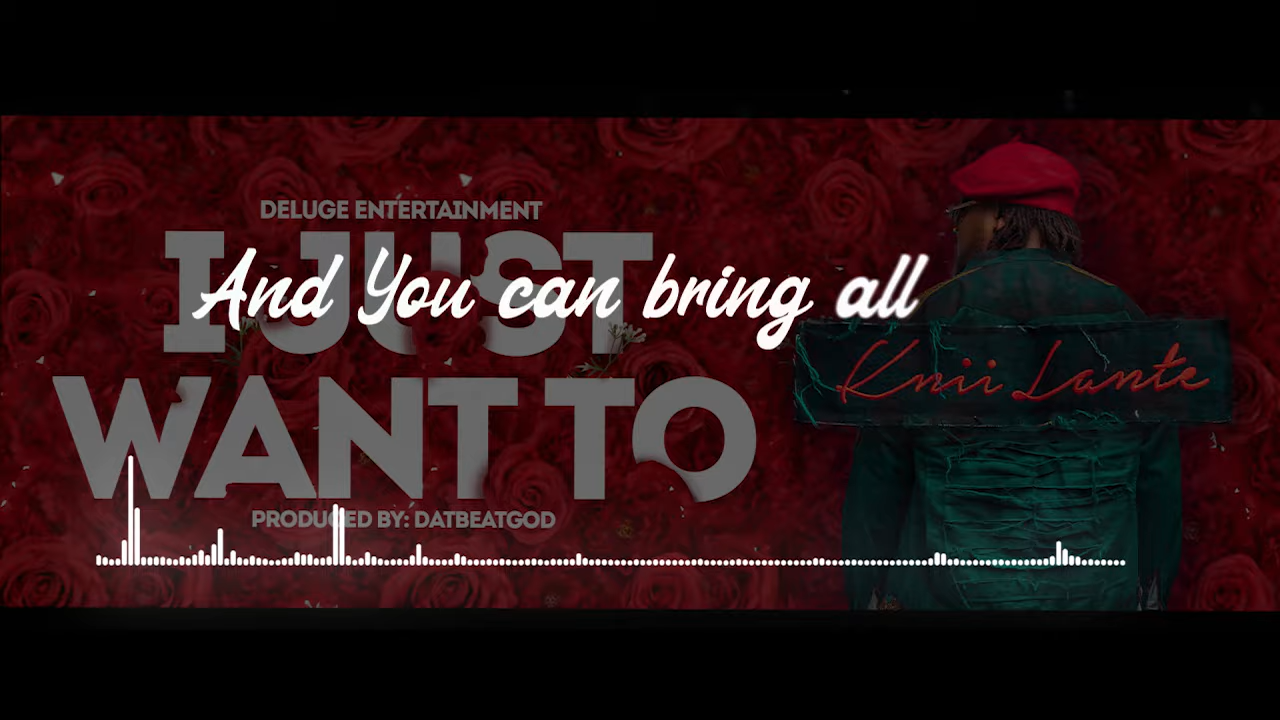 DELUGE ENTERTAINMENT
I JUST
And You can bring all
Knii Lante
WANT TO
PRODUCED BY: DATBEATGOD